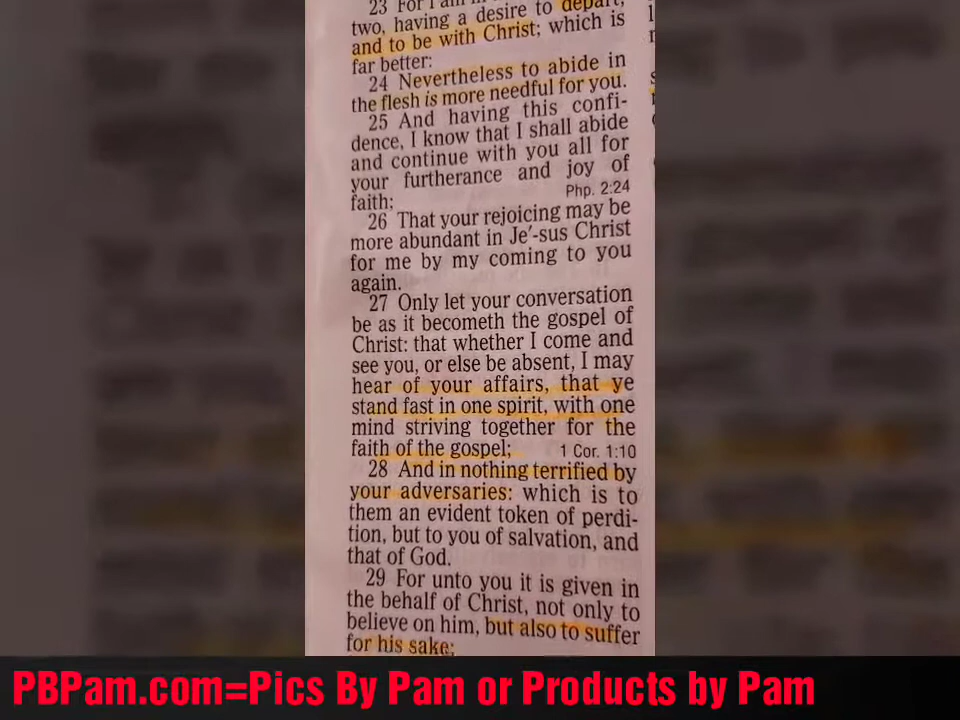 23 For I am in
two, having a desire to depart,
and to be with Christ; which is
far better:
24 Nevertheless to abide in
the flesh is more needful for you.
25 And having this confi-
dence, I know that I shall abide
and continue with you all for
your furtherance and joy of
faith; Php. 2:24
26 That your rejoicing may be
more abundant in Je′-sus Christ
for me by my coming to you
again.
27 Only let your conversation
be as it becometh the gospel of
Christ: that whether I come and
see you, or else be absent, I may
hear of your affairs, that ye
stand fast in one spirit, with one
mind striving together for the
faith of the gospel; 1 Cor. 1:10
28 And in nothing terrified by
your adversaries: which is to
them an evident token of perdi-
tion, but to you of salvation, and
that of God.
29 For unto you it is given in
the behalf of Christ, not only to
believe on him, but also to suffer
for his sake;
PBPam.com=Pics By Pam or Products by Pam